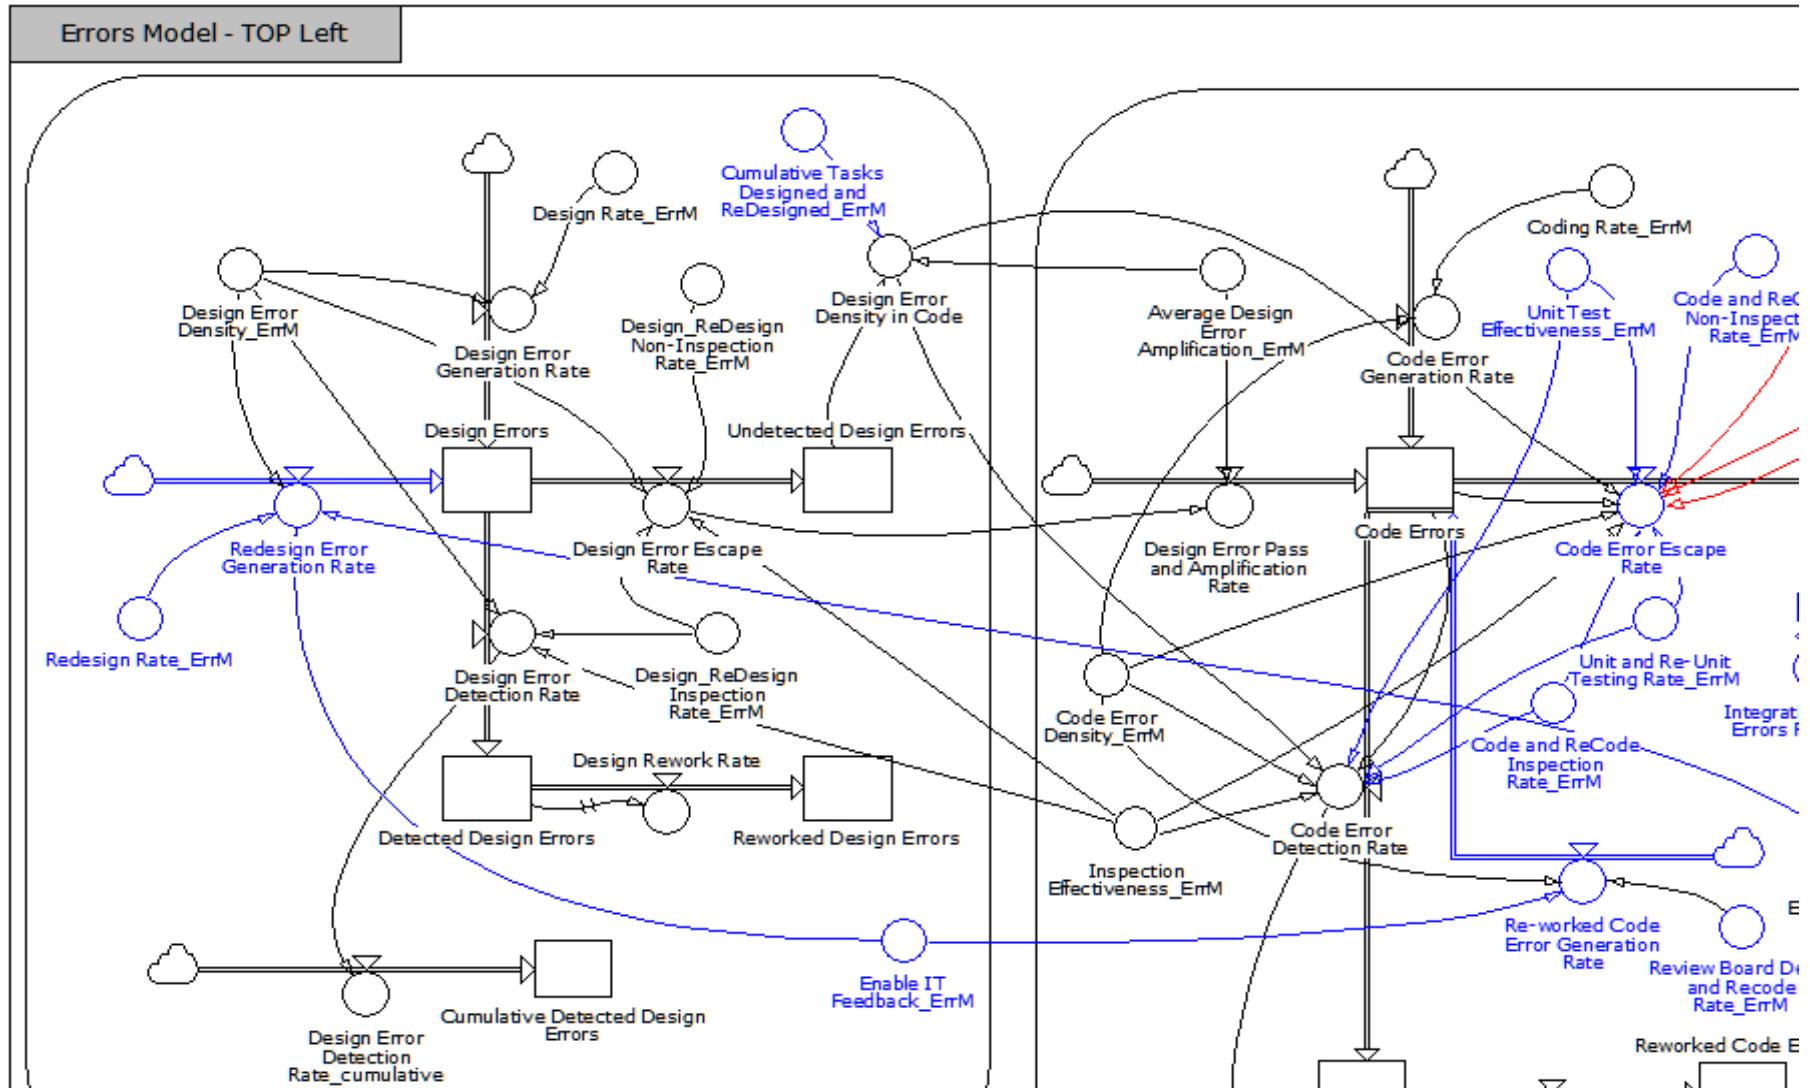 Errors Model - TOP Left
Cumulative Tasks
Designed and
ReDesigned_ErrM
Design Rate_ErrM
Coding Rate_ErrM
Design Error
Density_ErrM
Design_ReDesign
Non-Inspection
Rate_ErrM
Design Error
Density in Code
Average Design
Error
Amplification_ErrM
Unit Test
Effectiveness_ErrM
Code and ReC
Non-Inspect
Rate_ErrM
Design Error
Generation Rate
Code Error
Generation Rate
Design Errors
Undetected Design Errors
Code Errors
Redesign Error
Generation Rate
Design Error Escape
Rate
Design Error Pass
and Amplification
Rate
Code Error Escape
Rate
Redesign Rate_ErrM
Design Error
Detection Rate
Design_ReDesign
Inspection
Rate_ErrM
Code Error
Density_ErrM
Unit and Re-Unit
Testing Rate_ErrM
Integrati
Errors R
Code and ReCode
Inspection
Rate_ErrM
Design Rework Rate
Detected Design Errors
Reworked Design Errors
Code Error
Detection Rate
Inspection
Effectiveness_ErrM
Re-worked Code
Error Generation
Rate
E
Review Board De
and Recode
Rate_ErrM
Enable IT
Feedback_ErrM
Cumulative Detected Design
Errors
Design Error
Detection
Rate_cumulative
Reworked Code E